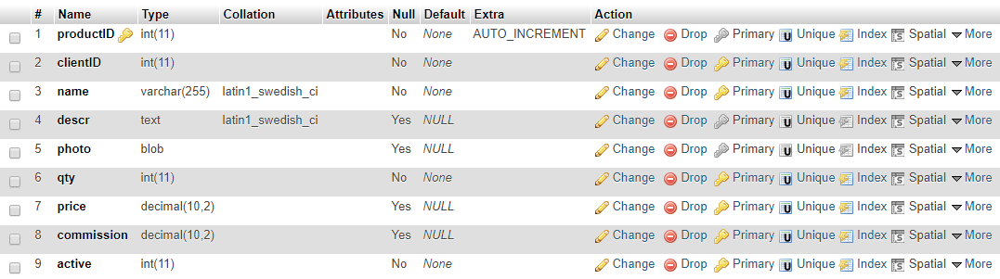 # Name Type Collation Attributes Null Default Extra Action
1 productID int(11) No None AUTO_INCREMENT Change Drop Primary Unique Index Spatial More
2 clientID int(11) No None Change Drop Primary Unique Index Spatial More
3 name varchar(255) latin1_swedish_ci No None Change Drop Primary Unique Index Spatial More
4 descr text latin1_swedish_ci Yes NULL Change Drop Primary Unique Index Spatial More
5 photo blob Yes NULL Change Drop Primary Unique Index Spatial More
6 qty int(11) No None Change Drop Primary Unique Index Spatial More
7 price decimal(10,2) Yes NULL Change Drop Primary Unique Index Spatial More
8 commission decimal(10,2) Yes NULL Change Drop Primary Unique Index Spatial More
9 active int(11) No None Change Drop Primary Unique Index Spatial More